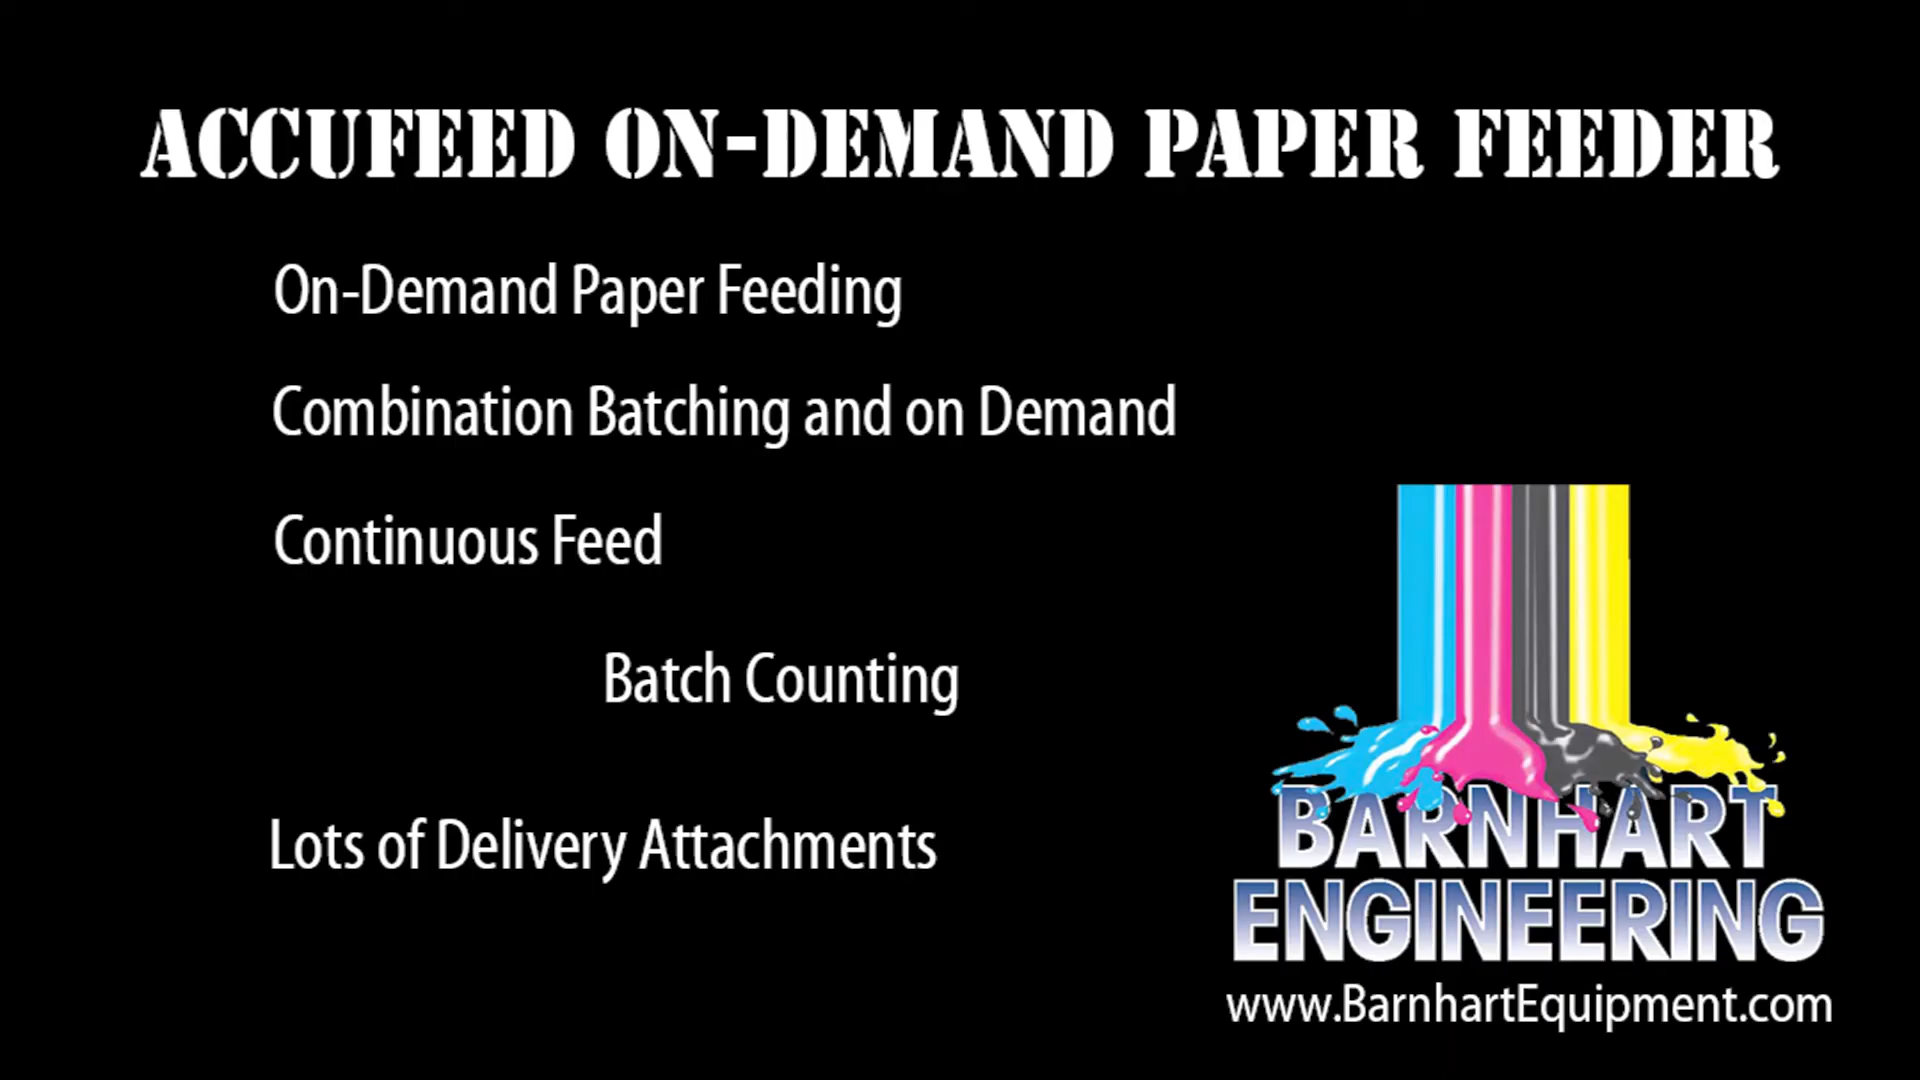 ACCUFEED ON-DEMAND PAPER FEEDER
On-Demand Paper Feeding
Combination Batching and on Demand
Continuous Feed
Batch Counting
Lots of Delivery Attachments
BARNHART
ENGINEERING
www.BarnhartEquipment.com